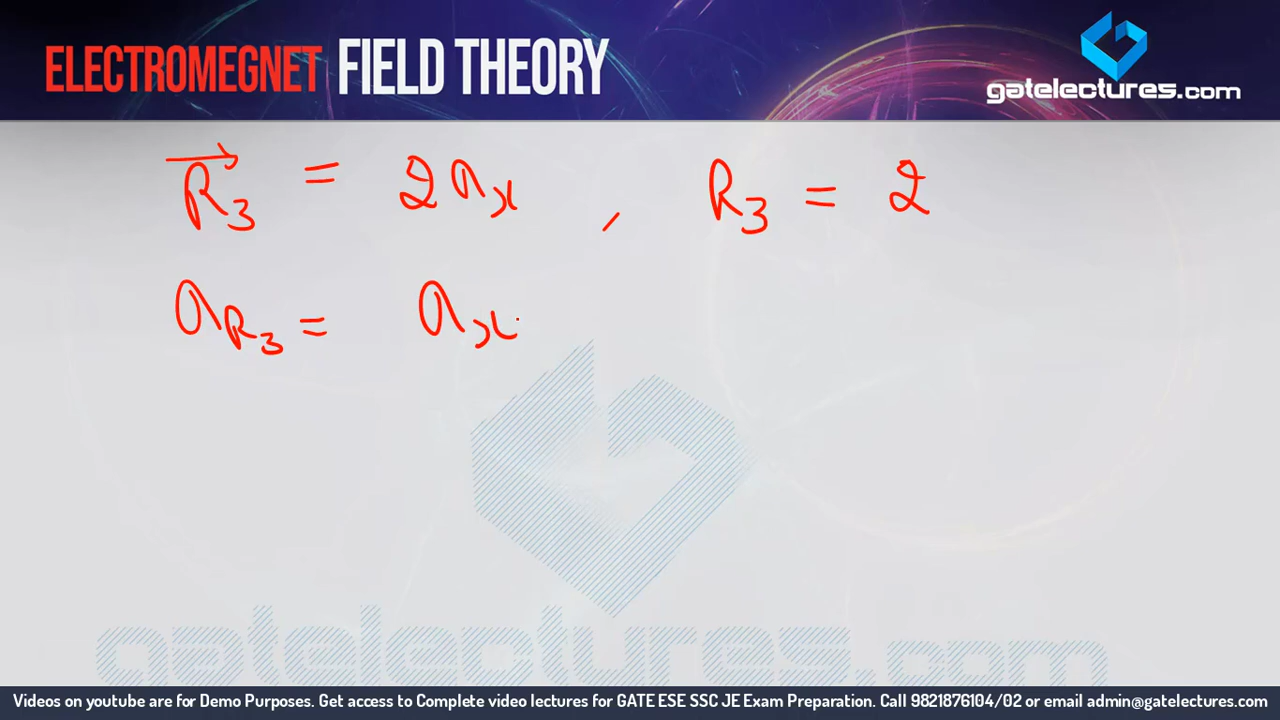 ELECTROMEGNET FIELD THEORY
gatelectures.com
R⃗₃ = 2aₓ , R₃ = 2
a_R₃ = aₓ
gatelectures.com
Videos on youtube are for Demo Purposes. Get access to Complete video lectures for GATE ESE SSC JE Exam Preparation. Call 9821876104/02 or email admin@gatelectures.com